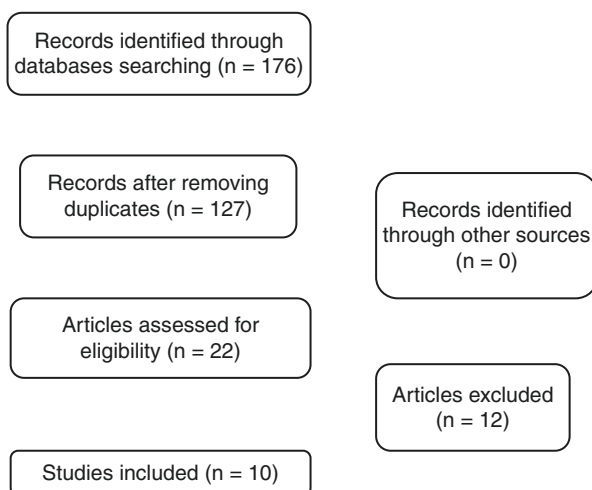 Records identified through
databases searching (n = 176)
Records after removing
duplicates (n = 127)
Records identified
through other sources
(n = 0)
Articles assessed for
eligibility (n = 22)
Articles excluded
(n = 12)
Studies included (n = 10)